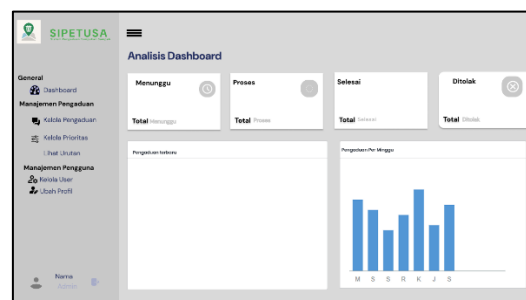 SIPETUSA
Analisis Dashboard
General
Dashboard
Manajemen Pengaduan
Kelola Pengaduan
Kelola Prioritas
Lihat Urutan
Manajemen Pengguna
Kelola User
Ubah Profil
Nama
Admin
Menunggu
Total Menunggu
Proses
Total Proses
Selesai
Total Selesai
Ditolak
Total Ditolak
Pengaduan terbaru
Pengaduan Per Minggu
M S S R K J S